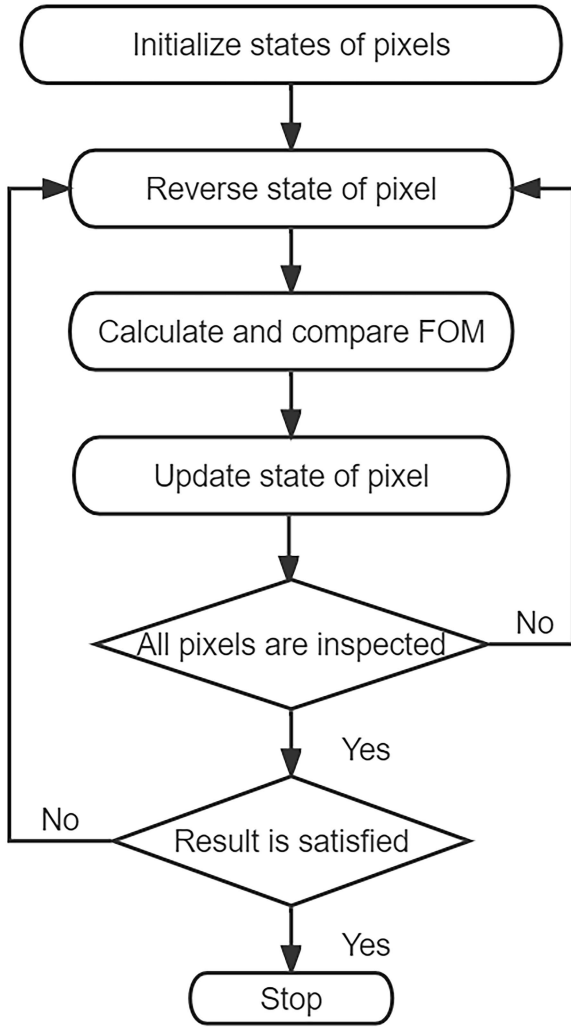 Initialize states of pixels
Reverse state of pixel
Calculate and compare FOM
Update state of pixel
All pixels are inspected
No
Yes
No
Result is satisfied
Yes
Stop